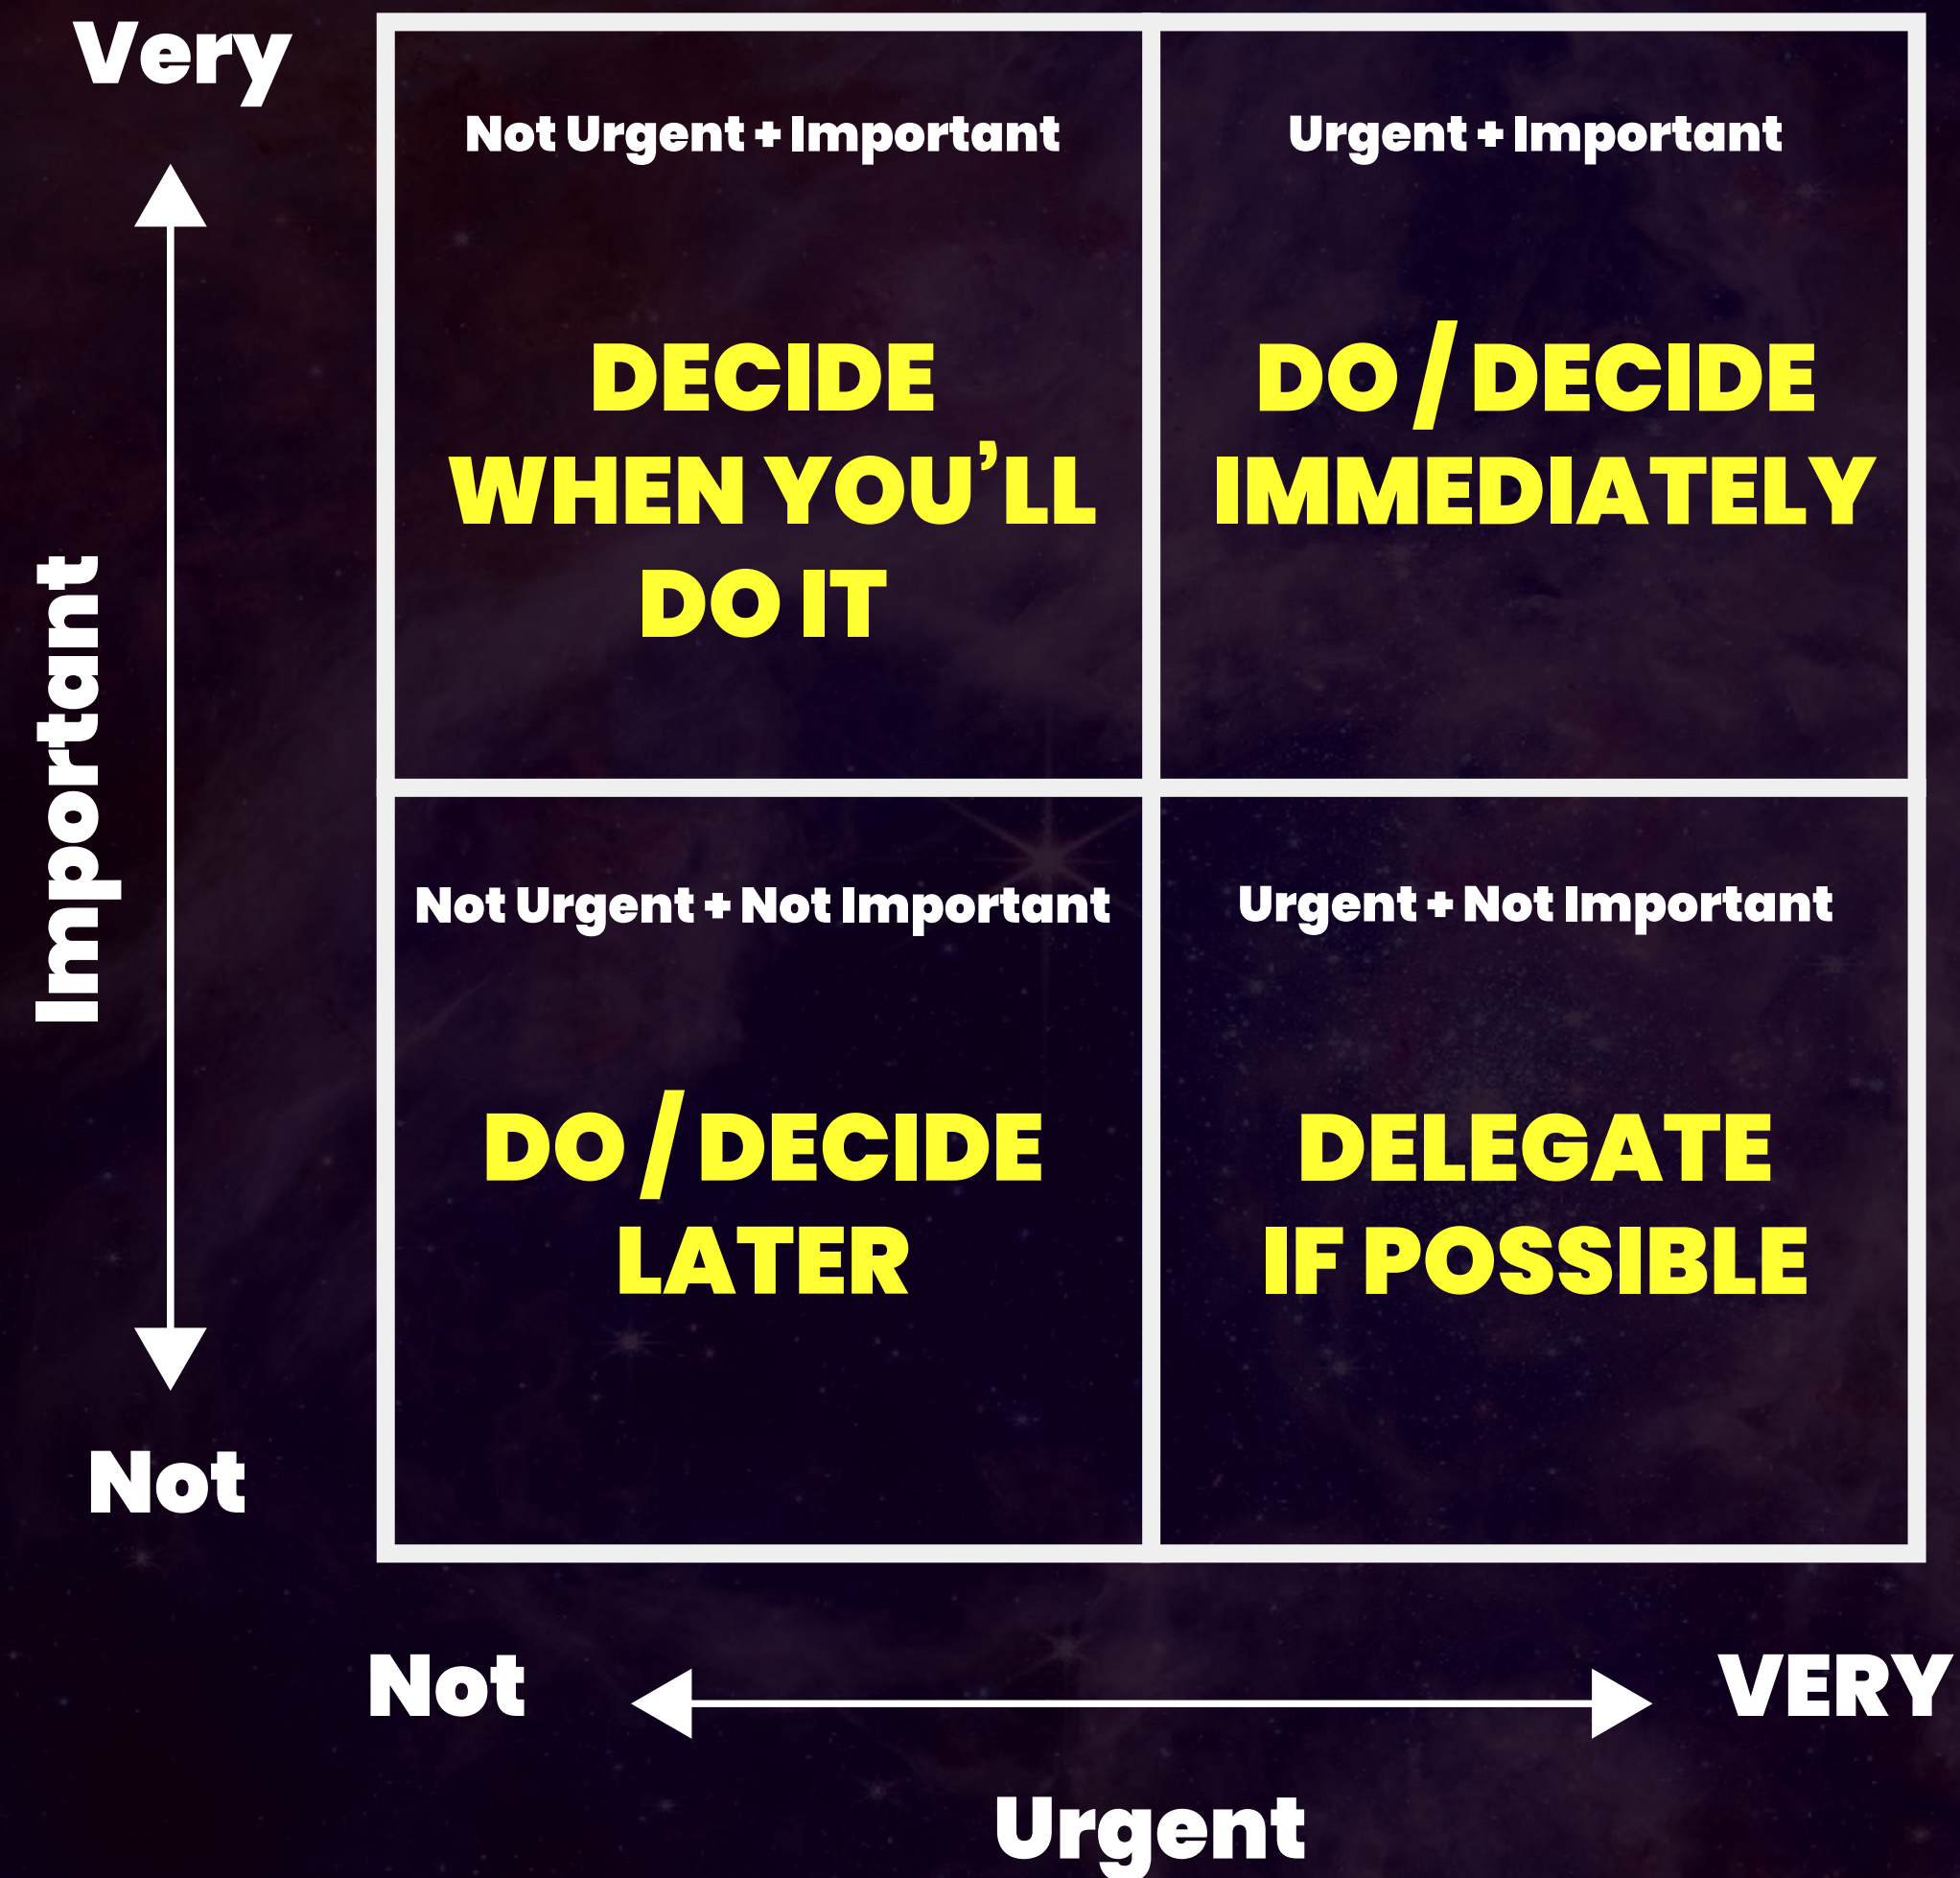 Very
Important
Not
Not Urgent + Important
DECIDE
WHEN YOU’LL
DO IT
Urgent + Important
DO / DECIDE
IMMEDIATELY
Not Urgent + Not Important
DO / DECIDE
LATER
Urgent + Not Important
DELEGATE
IF POSSIBLE
Not
VERY
Urgent